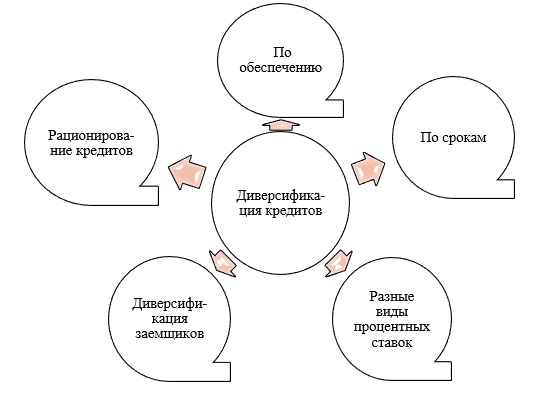 По
обеспечению
Рационирова-
ние кредитов
По срокам
Диверсифика-
ция кредитов
Диверсифи-
кация
заемщиков
Разные
виды
процентных
ставок